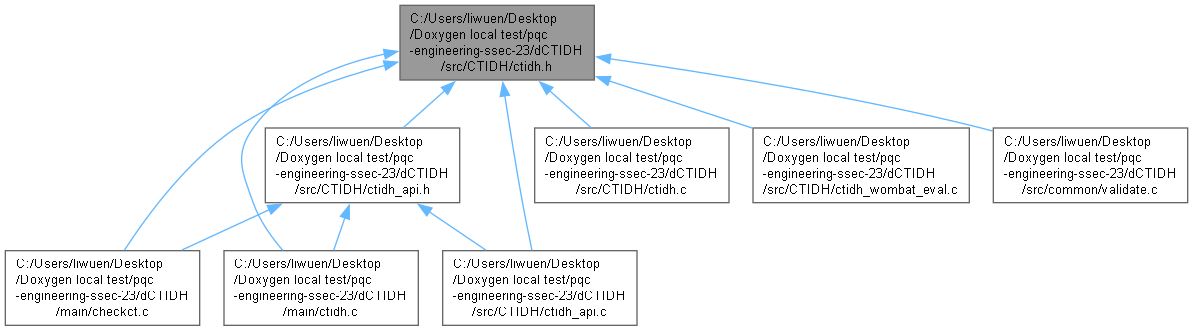 C:/Users/liwuen/Desktop
/Doxygen local test/pqc
-engineering-ssec-23/dCTIDH
/src/CTIDH/ctidh.h
C:/Users/liwuen/Desktop
/Doxygen local test/pqc
-engineering-ssec-23/dCTIDH
/src/CTIDH/ctidh_api.h
C:/Users/liwuen/Desktop
/Doxygen local test/pqc
-engineering-ssec-23/dCTIDH
/src/CTIDH/ctidh.c
C:/Users/liwuen/Desktop
/Doxygen local test/pqc
-engineering-ssec-23/dCTIDH
/src/CTIDH/ctidh_wombat_eval.c
C:/Users/liwuen/Desktop
/Doxygen local test/pqc
-engineering-ssec-23/dCTIDH
/src/common/validate.c
C:/Users/liwuen/Desktop
/Doxygen local test/pqc
-engineering-ssec-23/dCTIDH
/main/checkct.c
C:/Users/liwuen/Desktop
/Doxygen local test/pqc
-engineering-ssec-23/dCTIDH
/main/ctidh.c
C:/Users/liwuen/Desktop
/Doxygen local test/pqc
-engineering-ssec-23/dCTIDH
/src/CTIDH/ctidh_api.c